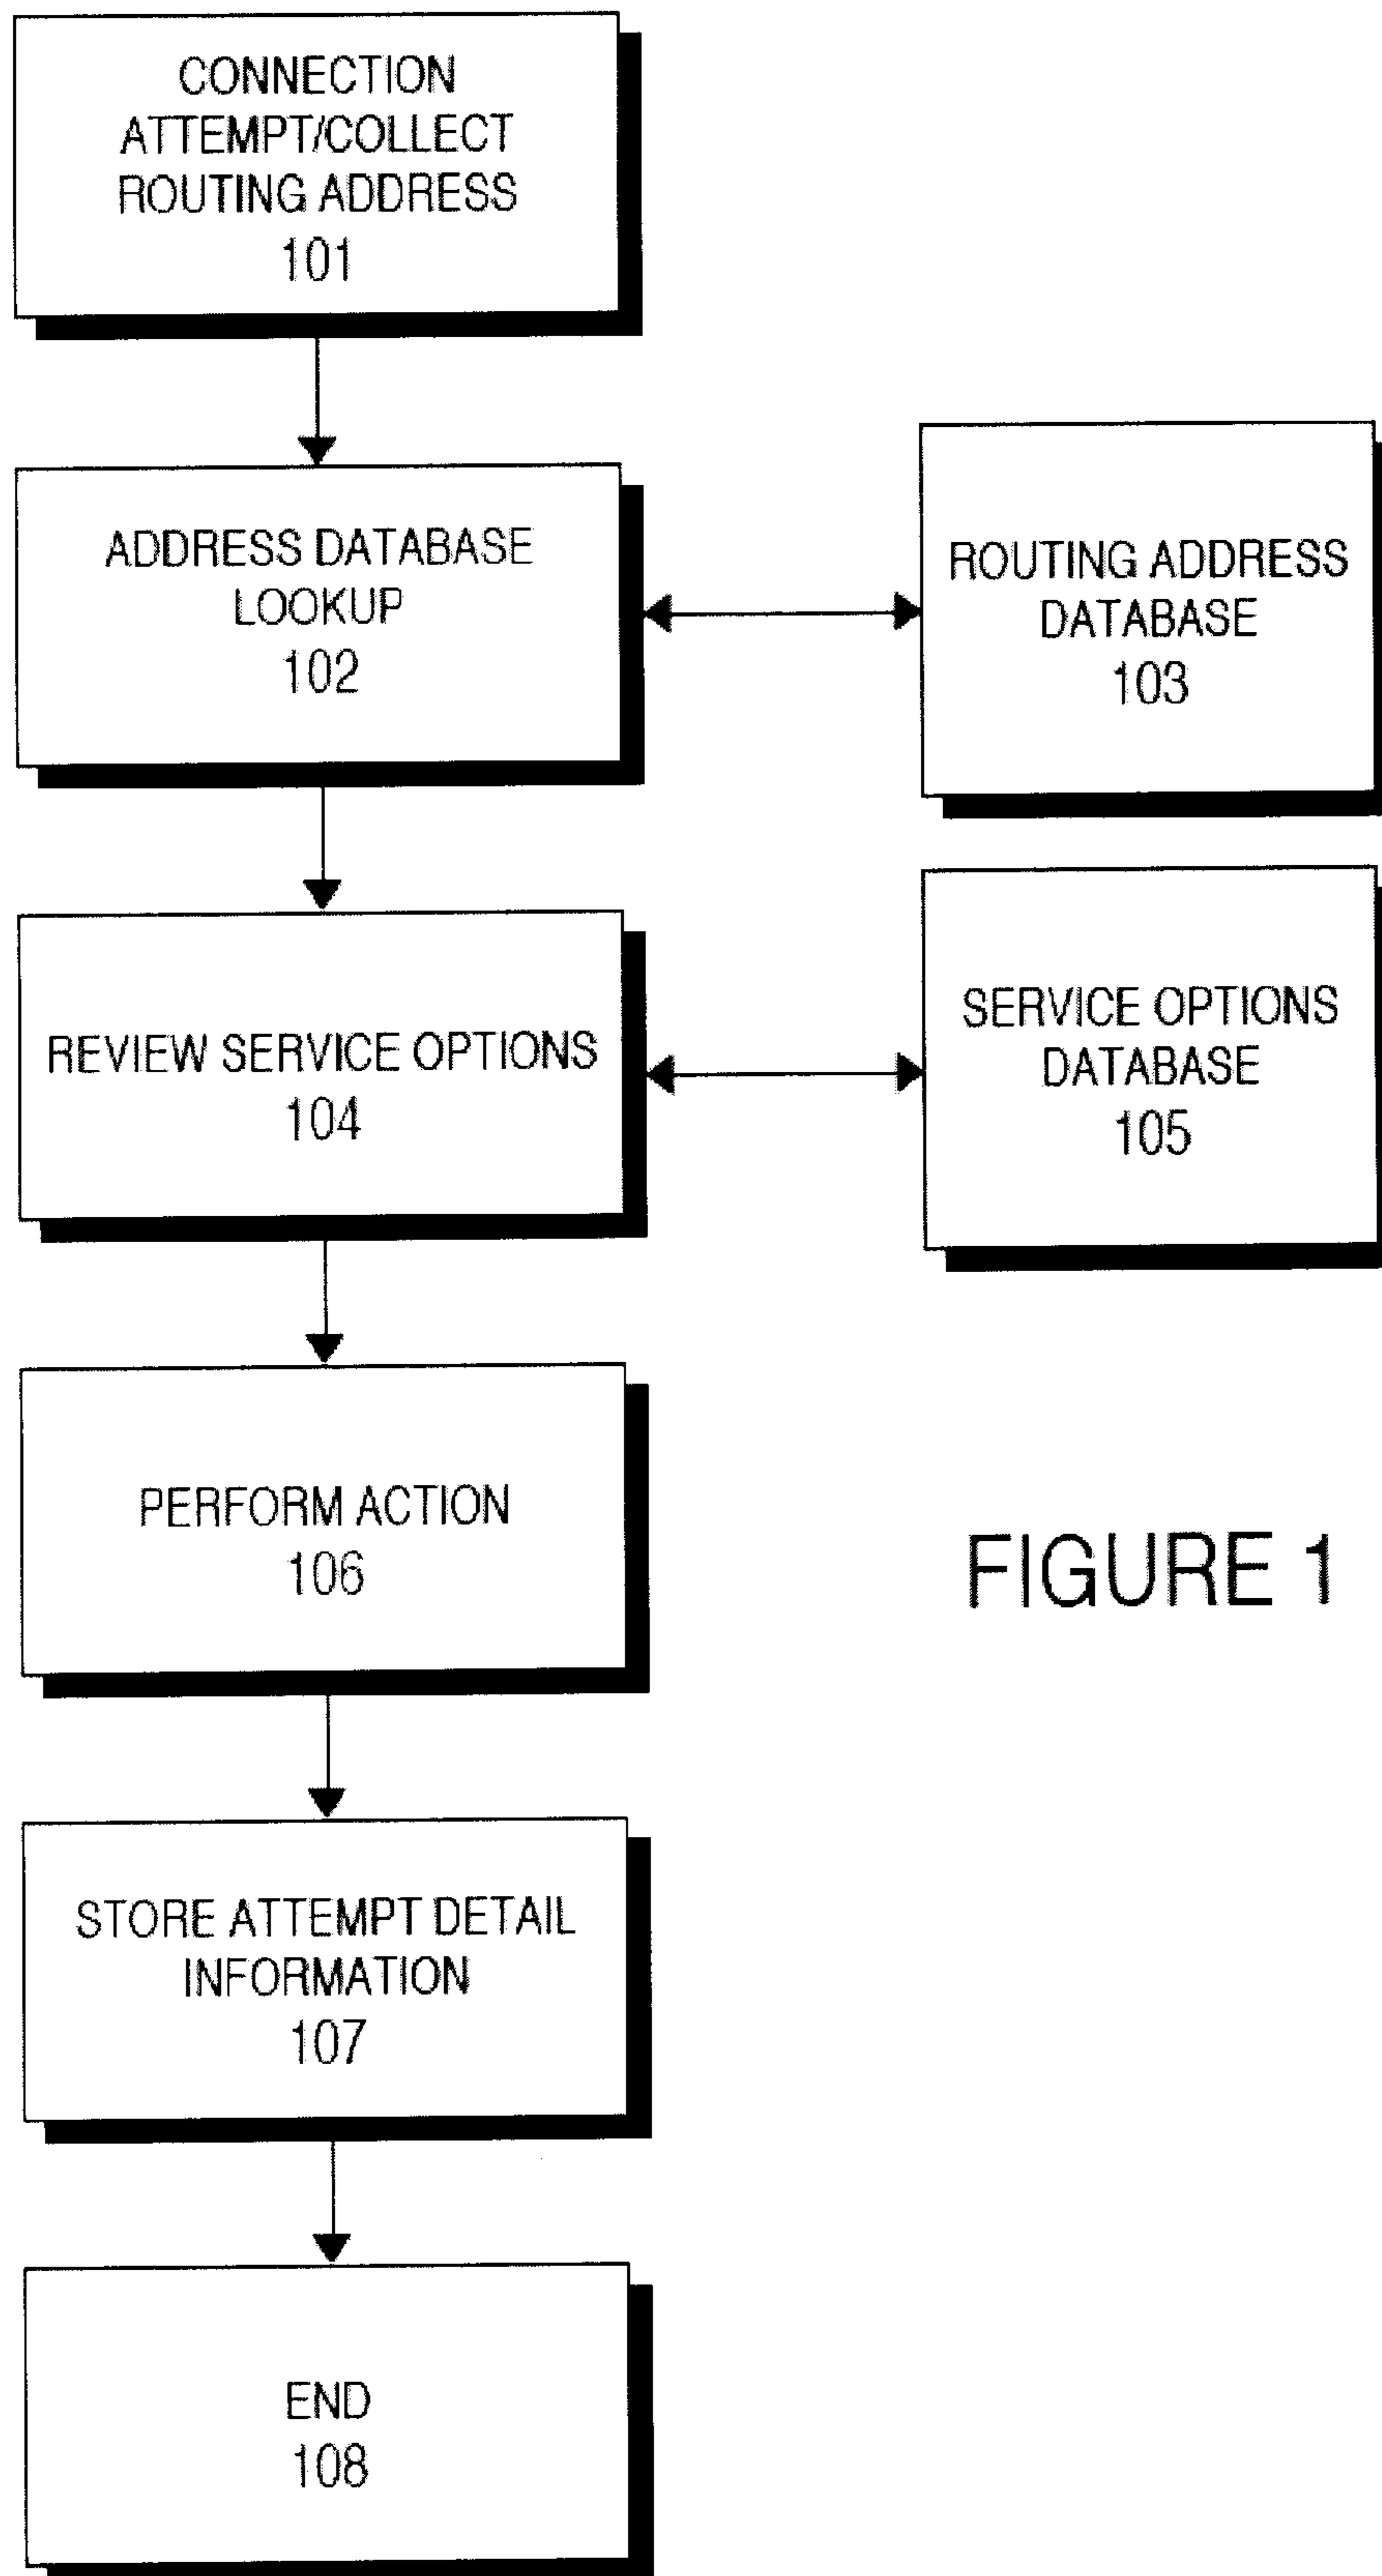 CONNECTION
ATTEMPT/COLLECT
ROUTING ADDRESS
101
ADDRESS DATABASE
LOOKUP
102
ROUTING ADDRESS
DATABASE
103
REVIEW SERVICE OPTIONS
104
SERVICE OPTIONS
DATABASE
105
PERFORM ACTION
106
FIGURE 1
STORE ATTEMPT DETAIL
INFORMATION
107
END
108